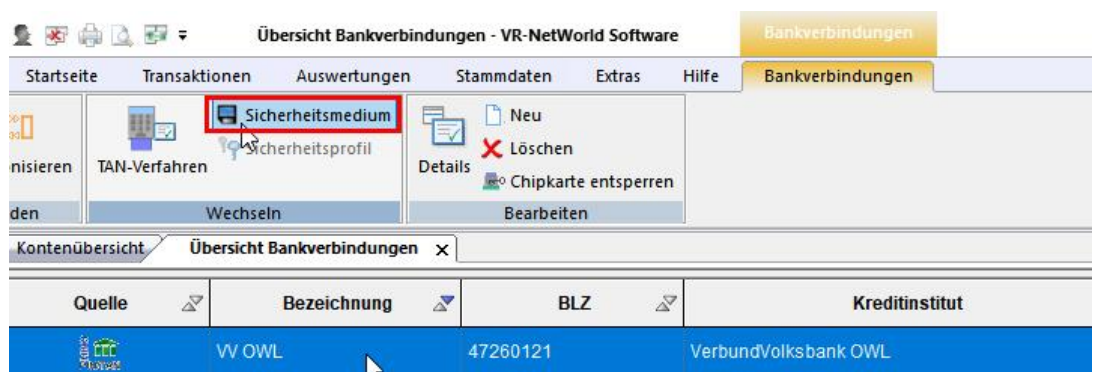 Übersicht Bankverbindungen - VR-NetWorld Software
Bankverbindungen
Startseite Transaktionen Auswertungen Stammdaten Extras Hilfe Bankverbindungen
Sicherheitsmedium
Neu
Sicherheitsprofil
Löschen
nisieren TAN-Verfahren Details
Chipkarte entsperren
den Wechseln Bearbeiten
Kontenübersicht Übersicht Bankverbindungen x
Quelle Bezeichnung BLZ Kreditinstitut
VV OWL 47260121 VerbundVolksbank OWL